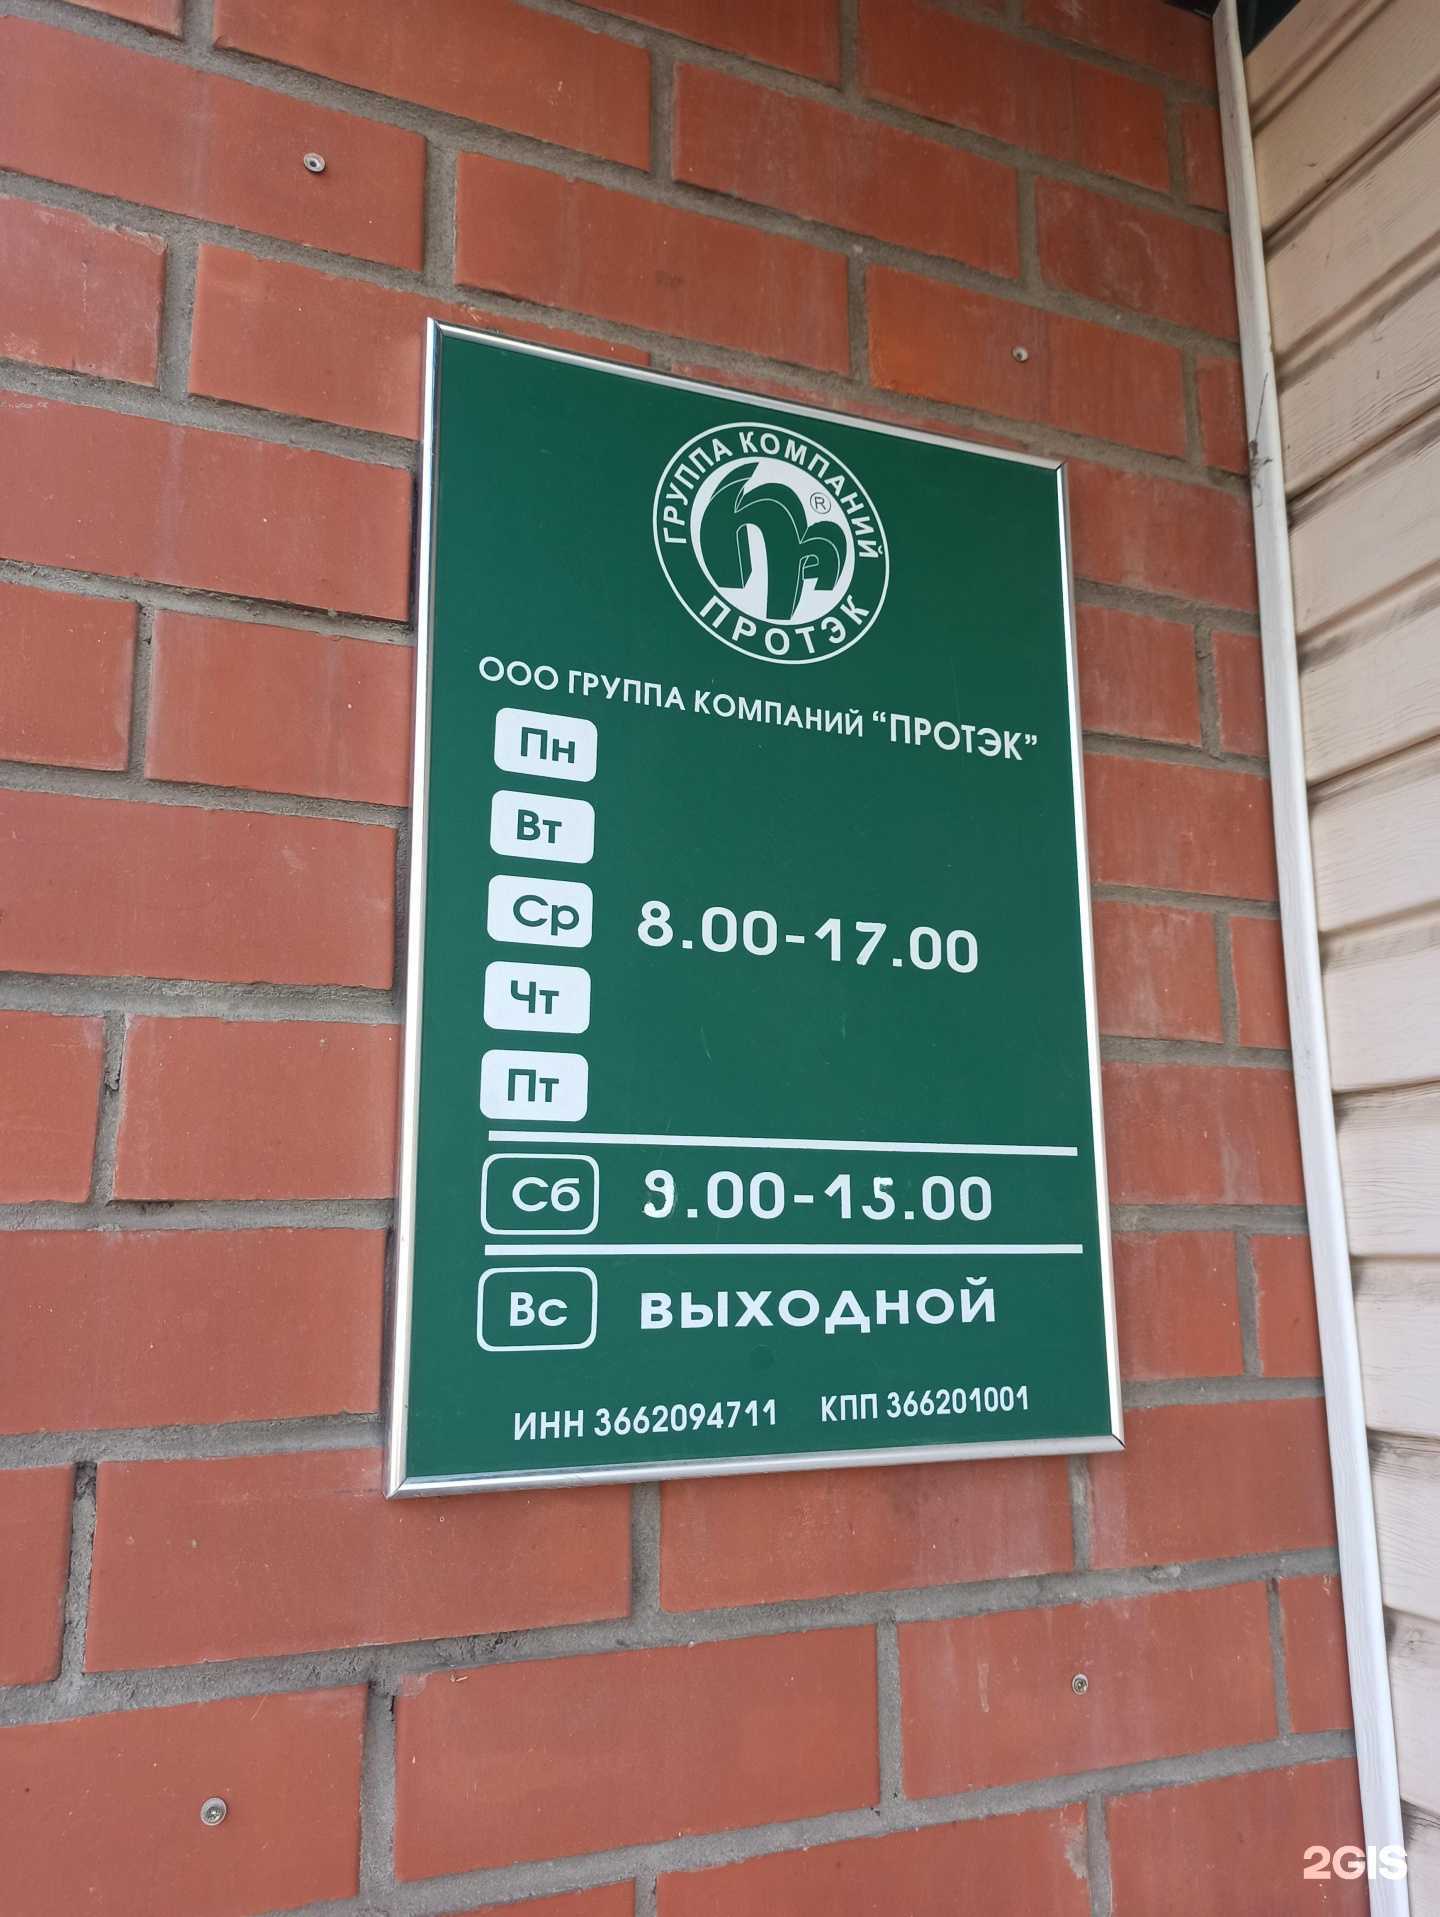 ГРУППА КОМПАНИЙ
®
ПРОТЭК
ООО ГРУППА КОМПАНИЙ “ПРОТЭК”
Пн
Вт
Ср 8.00-17.00
Чт
Пт
Сб 9.00-15.00
Вс ВЫХОДНОЙ
ИНН 3662094711 КПП 366201001
2GIS